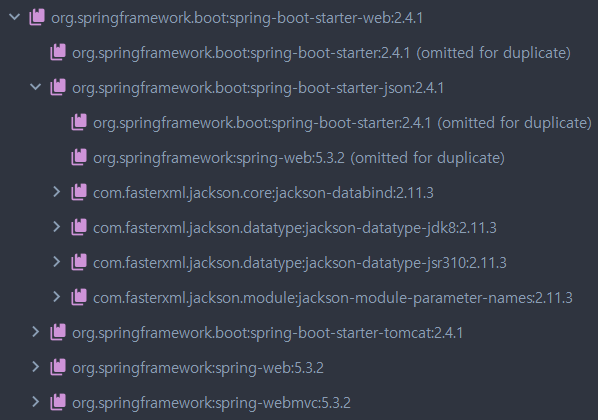 org.springframework.boot:spring-boot-starter-web:2.4.1
org.springframework.boot:spring-boot-starter:2.4.1 (omitted for duplicate)
org.springframework.boot:spring-boot-starter-json:2.4.1
org.springframework.boot:spring-boot-starter:2.4.1 (omitted for duplicate)
org.springframework:spring-web:5.3.2 (omitted for duplicate)
com.fasterxml.jackson.core:jackson-databind:2.11.3
com.fasterxml.jackson.datatype:jackson-datatype-jdk8:2.11.3
com.fasterxml.jackson.datatype:jackson-datatype-jsr310:2.11.3
com.fasterxml.jackson.module:jackson-module-parameter-names:2.11.3
org.springframework.boot:spring-boot-starter-tomcat:2.4.1
org.springframework:spring-web:5.3.2
org.springframework:spring-webmvc:5.3.2